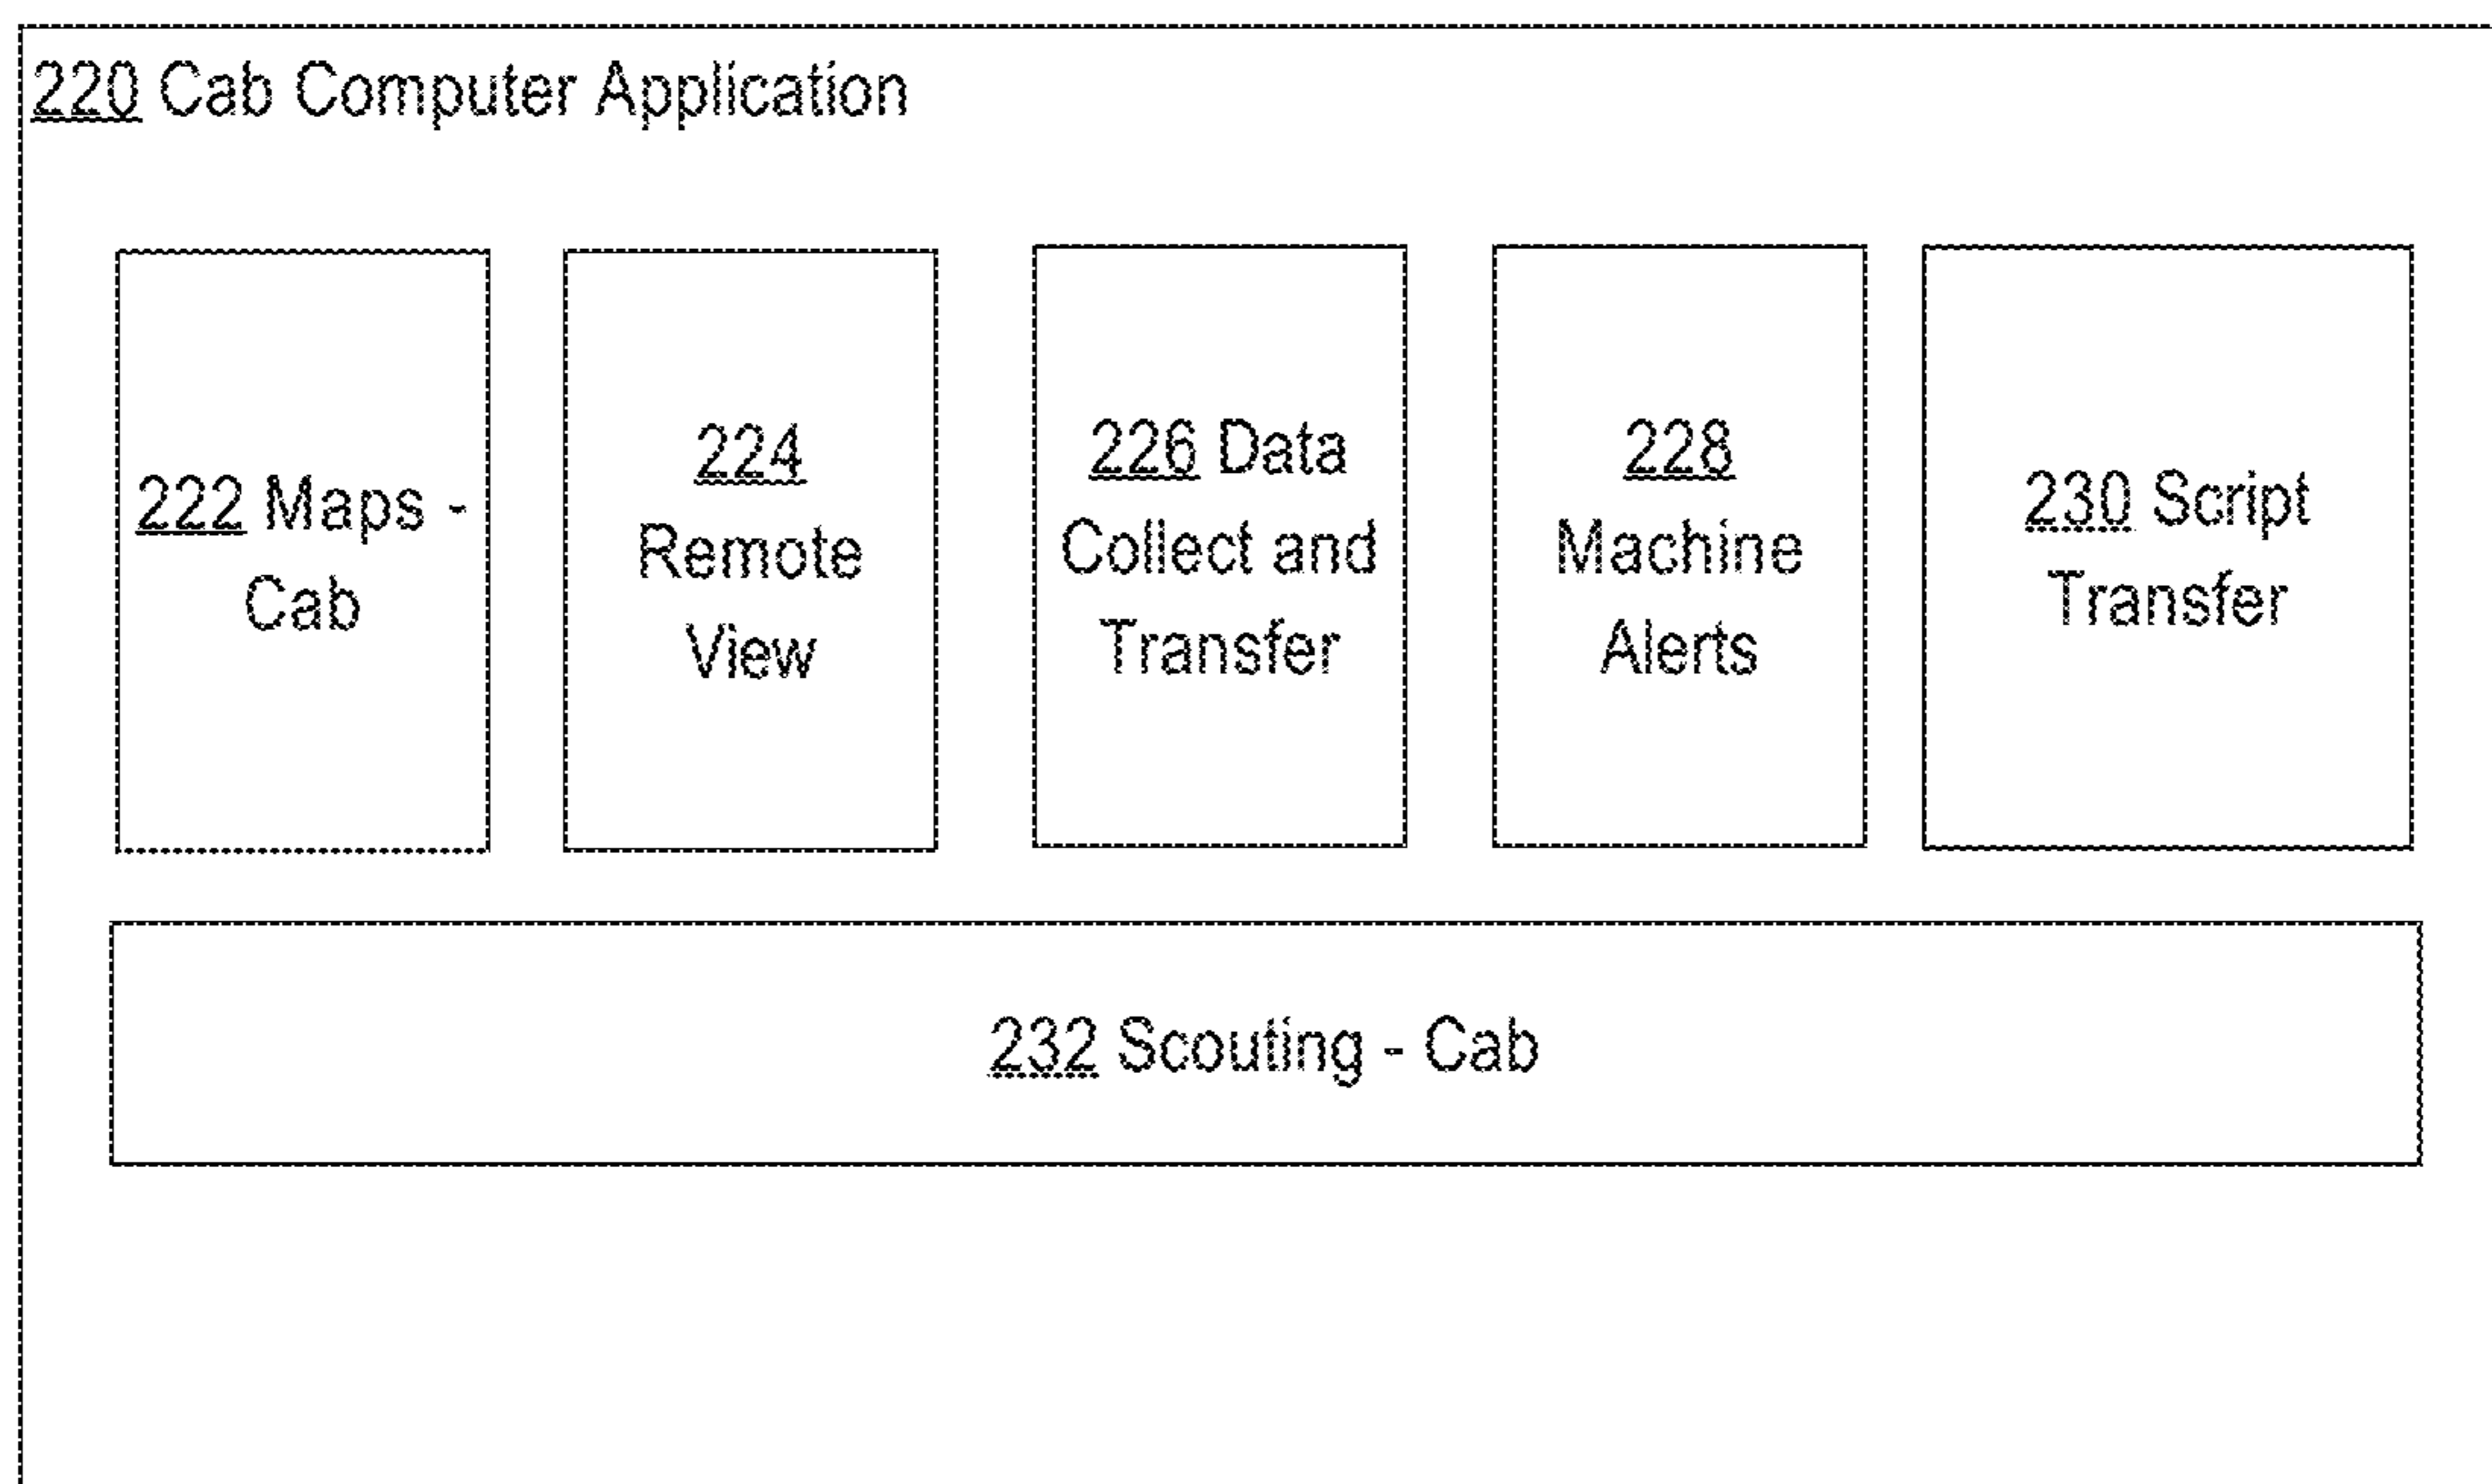 220 Cab Computer Application
222 Maps -
Cab
224
Remote
View
226 Data
Collect and
Transfer
228
Machine
Alerts
230 Script
Transfer
232 Scouting - Cab